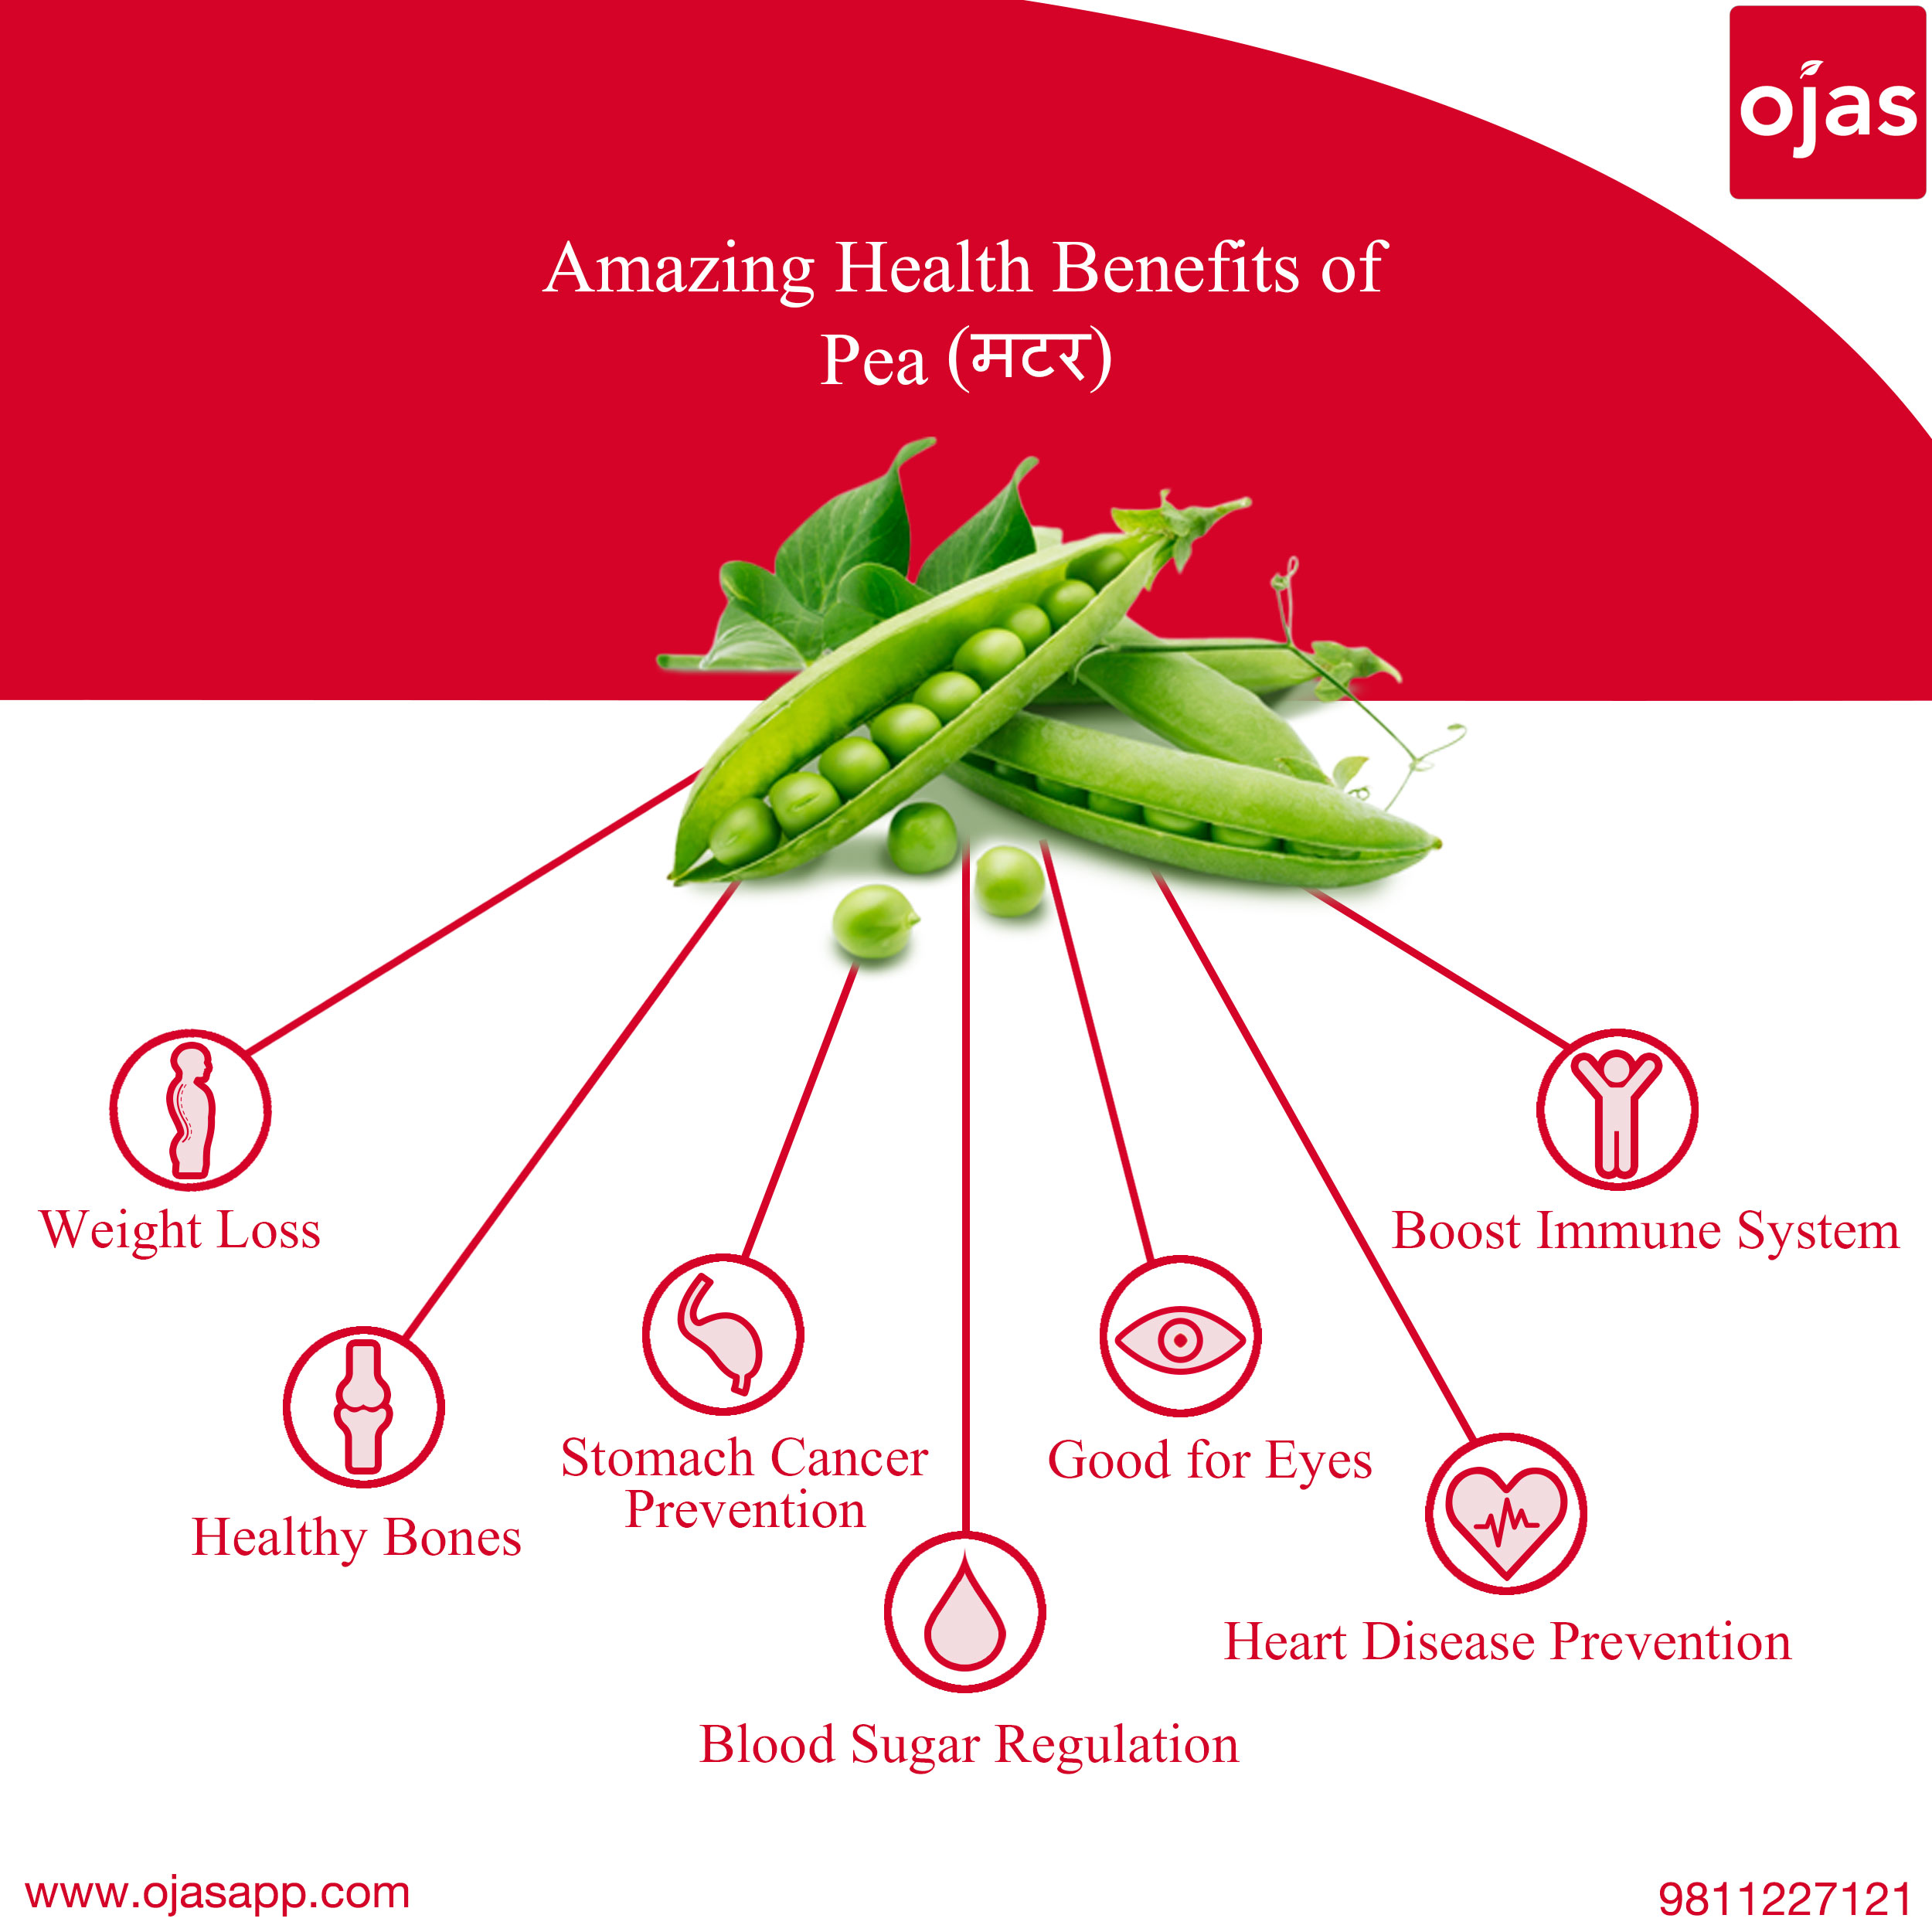 ojas
Amazing Health Benefits of
Pea (मटर)
Weight Loss
Boost Immune System
Healthy Bones
Stomach Cancer
Prevention
Good for Eyes
Heart Disease Prevention
Blood Sugar Regulation
www.ojasapp.com
9811227121